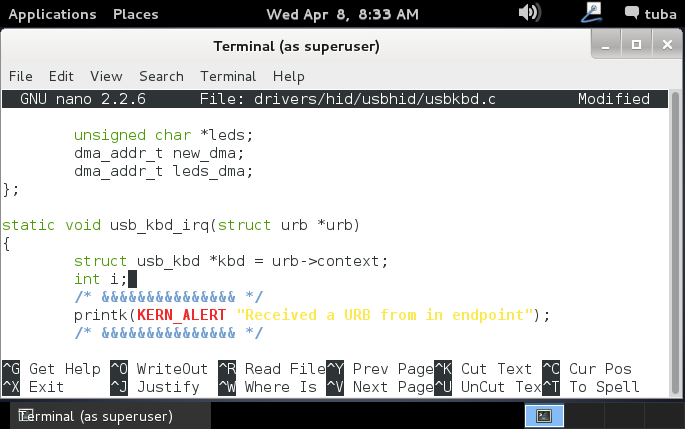 Applications Places Wed Apr 8, 8:33 AM tuba
Terminal (as superuser)
File Edit View Search Terminal Help
GNU nano 2.2.6 File: drivers/hid/usbhid/usbkbd.c Modified
unsigned char *leds;
dma_addr_t new_dma;
dma_addr_t leds_dma;
};
static void usb_kbd_irq(struct urb *urb)
{
struct usb_kbd *kbd = urb->context;
int i;
/* &&&&&&&&&&&&&&& */
printk(KERN_ALERT "Received a URB from in endpoint");
/* &&&&&&&&&&&&&&& */
^G Get Help ^O WriteOut ^R Read File^Y Prev Page^K Cut Text ^C Cur Pos
^X Exit ^J Justify ^W Where Is ^V Next Page^U UnCut Tex^T To Spell
Terminal (as superuser)